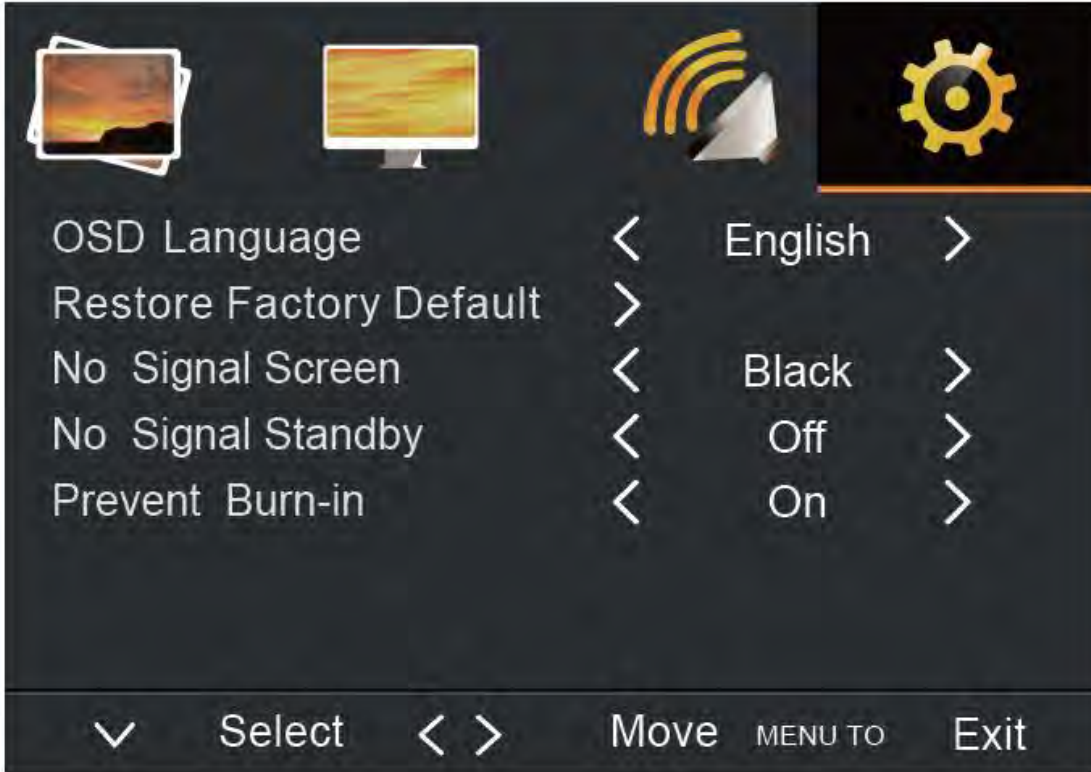 OSD Language < English >
Restore Factory Default >
No Signal Screen < Black >
No Signal Standby < Off >
Prevent Burn-in < On >
Select < > Move MENU TO Exit